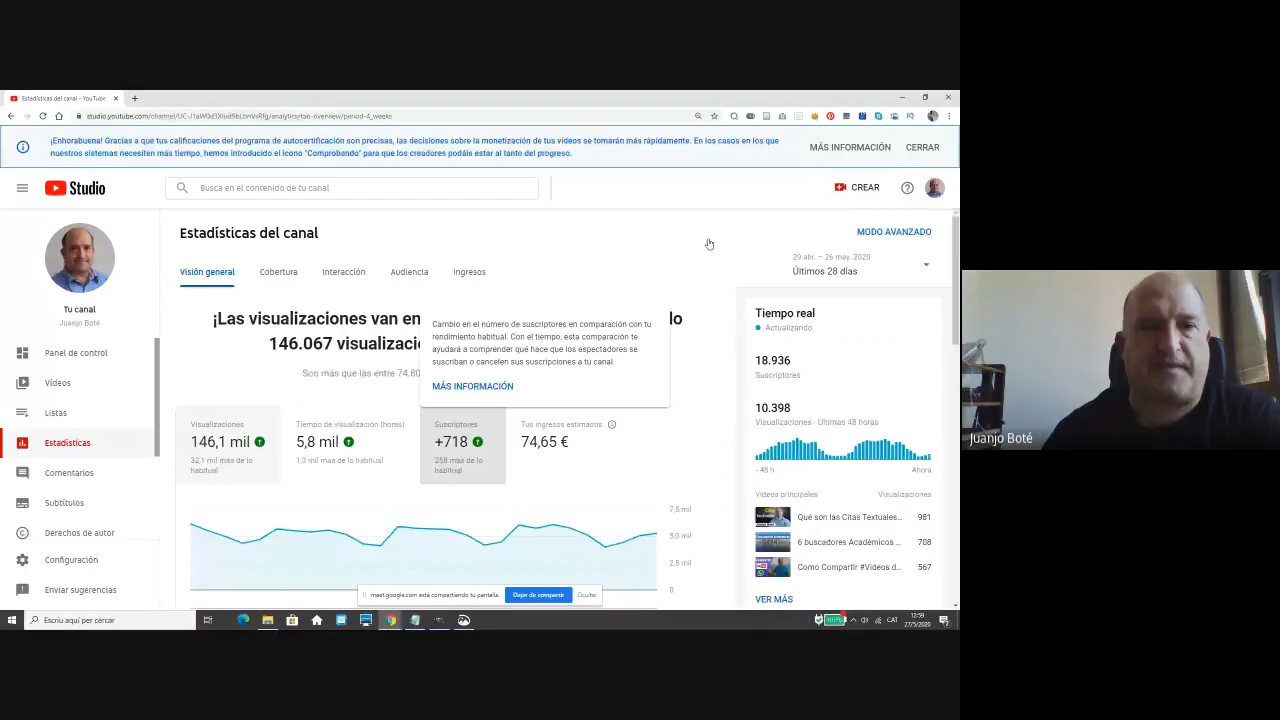 Estadísticas del canal - YouTube
¡Enhorabuena! Gracias a que tus calificaciones del programa de autocertificación son precisas, las decisiones sobre la monetización de tus vídeos se tomarán más rápidamente. En los casos en los que
nuestros sistemas necesiten más tiempo, hemos introducido el icono "Comprobando" para que los creadores podáis estar al tanto del progreso.
MÁS INFORMACIÓN
CERRAR
Studio
Busca en el contenido de tu canal
CREAR
Tu canal
Juanjo Boté
Panel de control
Vídeos
Listas
Estadísticas
Comentarios
Subtítulos
Derechos de autor
Configuración
Enviar sugerencias
Estadísticas del canal
MODO AVANZADO
29 abr. – 26 may. 2020
Últimos 28 días
Visión general
Cobertura
Interacción
Audiencia
Ingresos
¡Las visualizaciones van en
do
146.067 visualizacio
Son más que las entre 74.80
Cambio en el número de suscriptores en comparación con tu
rendimiento habitual. Con el tiempo, esta comparación te
ayudará a comprender qué hace que los espectadores se
suscriban o cancelen sus suscripciones a tu canal.
MÁS INFORMACIÓN
Visualizaciones
146,1 mil
32,1 mil más de lo
habitual
Tiempo de visualización (horas)
5,8 mil
1,3 mil más de lo habitual
Suscriptores
+718
258 más de lo
habitual
Tus ingresos estimados
74,65 €
7,5 mil
5,0 mil
2,5 mil
0
Tiempo real
Actualizando
18.936
Suscriptores
10.398
Visualizaciones · Últimas 48 horas
- 48 h
Ahora
Vídeos principales
Visualizaciones
Qué son las Citas Textuales...
981
6 buscadores Académicos ...
708
Como Compartir #Videos d...
567
VER MÁS
meet.google.com está compartiendo tu pantalla.
Dejar de compartir
Ocultar
Escriu aquí per cercar
CAT
12:59
27/5/2020
Juanjo Boté